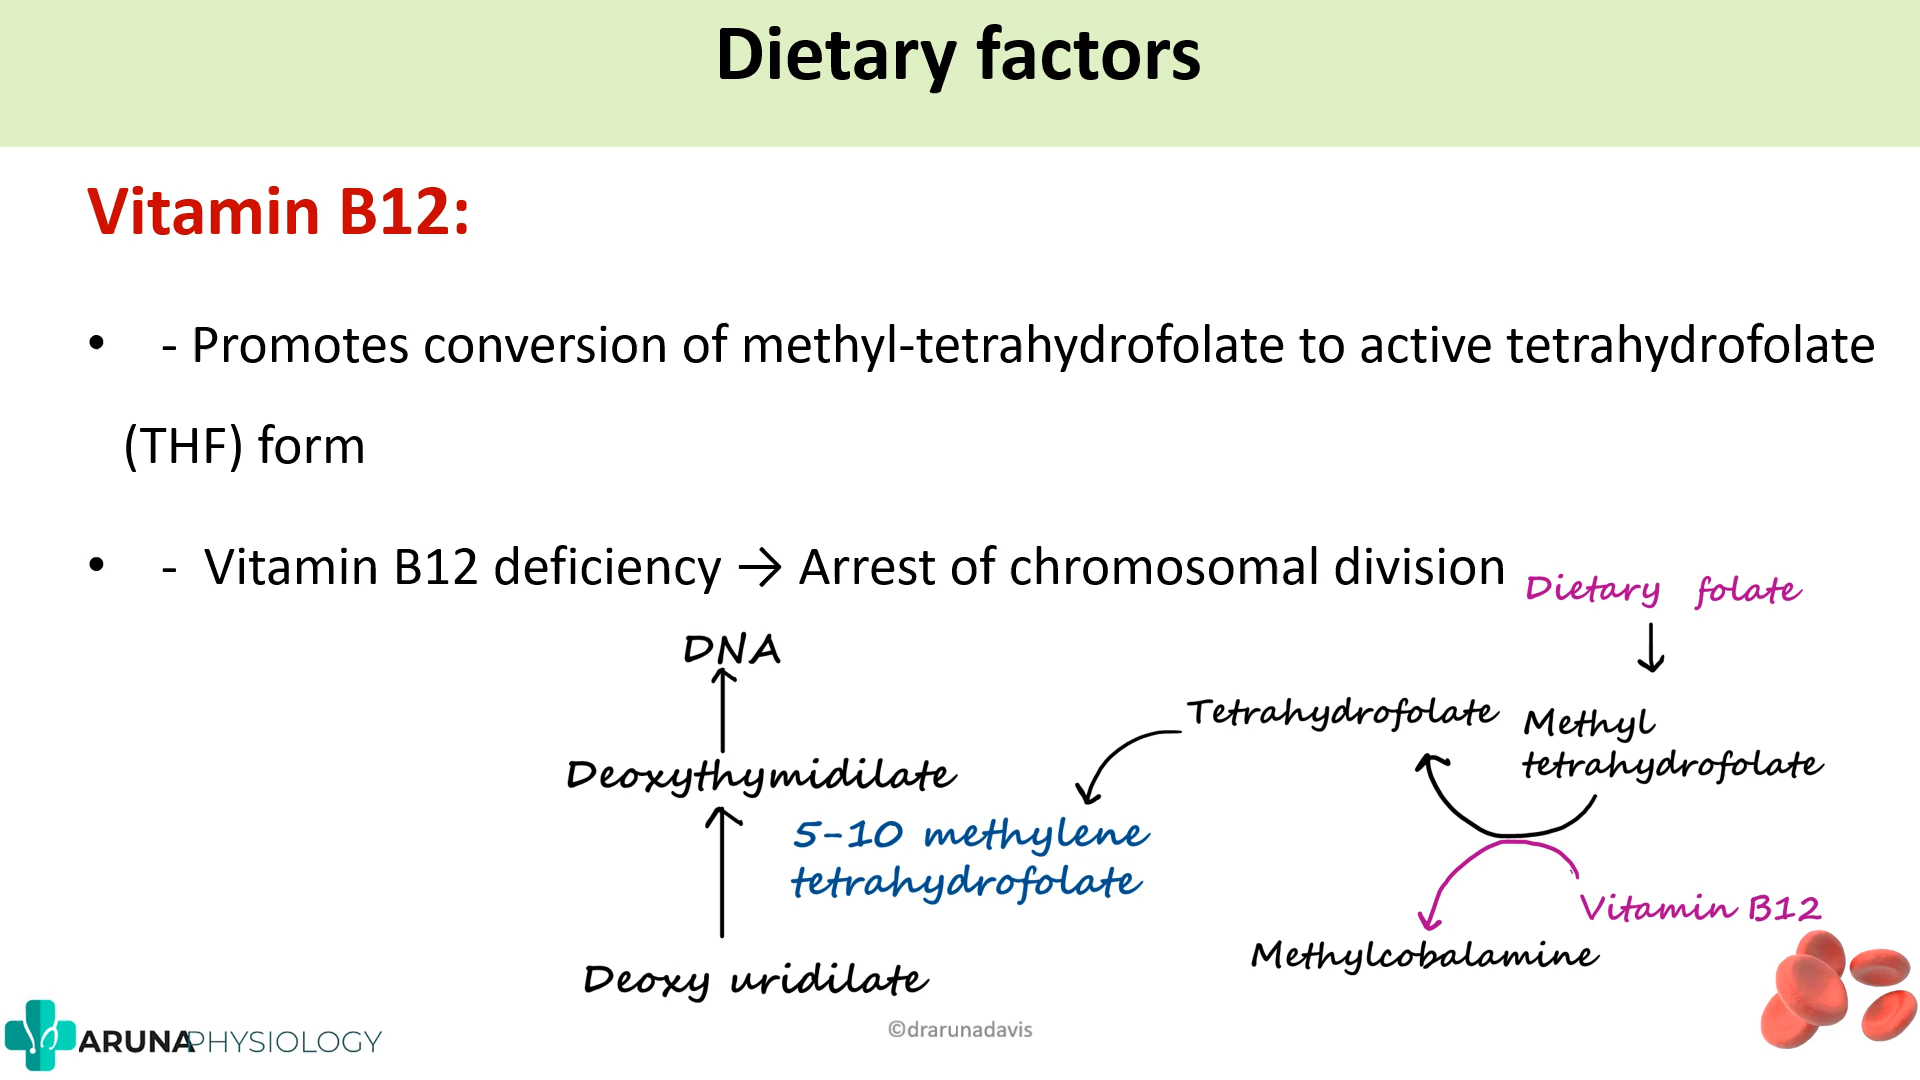 Dietary factors
Vitamin B12:
• - Promotes conversion of methyl-tetrahydrofolate to active tetrahydrofolate
(THF) form
• - Vitamin B12 deficiency → Arrest of chromosomal division
Dietary folate
DNA
Tetrahydrofolate
Methyl
tetrahydrofolate
Deoxythymidilate
5-10 methylene
tetrahydrofolate
Vitamin B12
Methylcobalamine
Deoxy uridilate
ARUNAPHYSIOLOGY
©drarunadavis